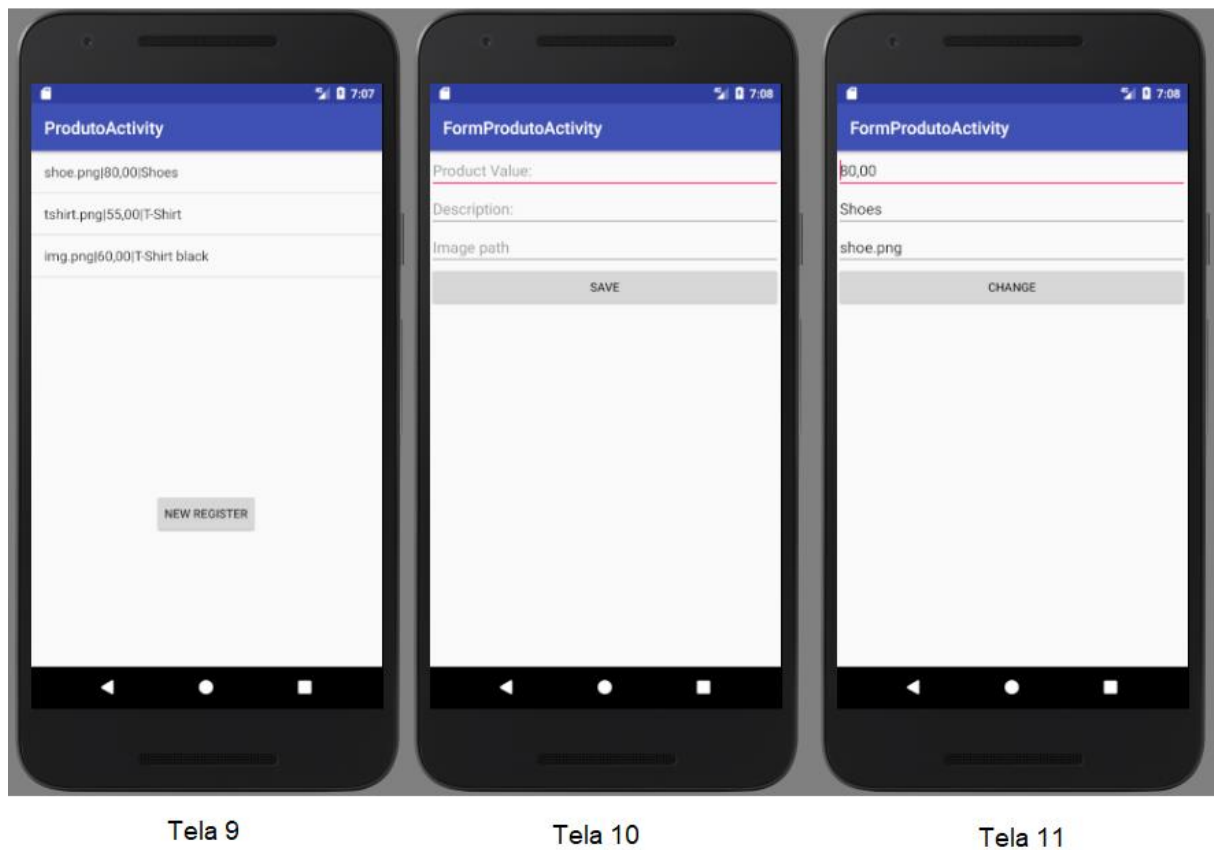 7:07
ProdutoActivity
shoe.png|80,00|Shoes
tshirt.png|55,00|T-Shirt
img.png|60,00|T-Shirt black
NEW REGISTER
Tela 9
7:08
FormProdutoActivity
Product Value:
Description:
Image path
SAVE
Tela 10
7:08
FormProdutoActivity
80,00
Shoes
shoe.png
CHANGE
Tela 11